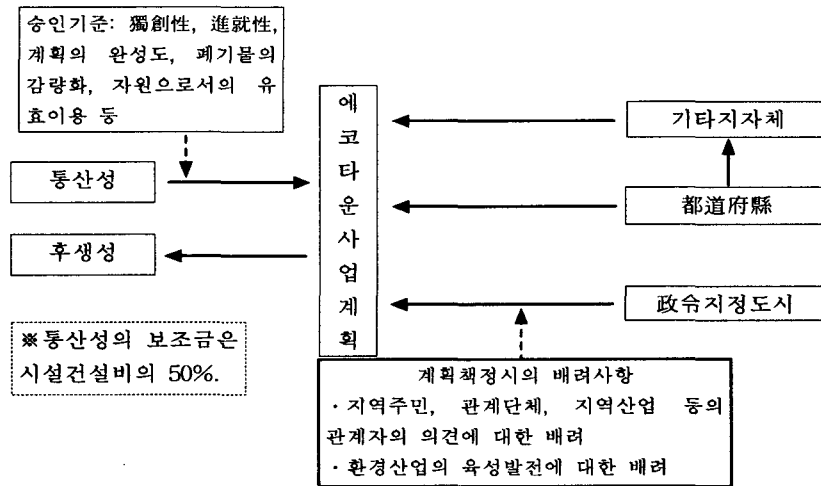 승인기준: 獨創性, 進就性,
계획의 완성도, 폐기물의
감량화, 자원으로서의 유
효이용 등
통산성
후생성
※통산성의 보조금은
시설건설비의 50%.
에
코
타
운
사
업
계
획
기타지자체
都道府縣
政令지정도시
계획책정시의 배려사항
· 지역주민, 관계단체, 지역산업 등의
관계자의 의견에 대한 배려
· 환경산업의 육성발전에 대한 배려